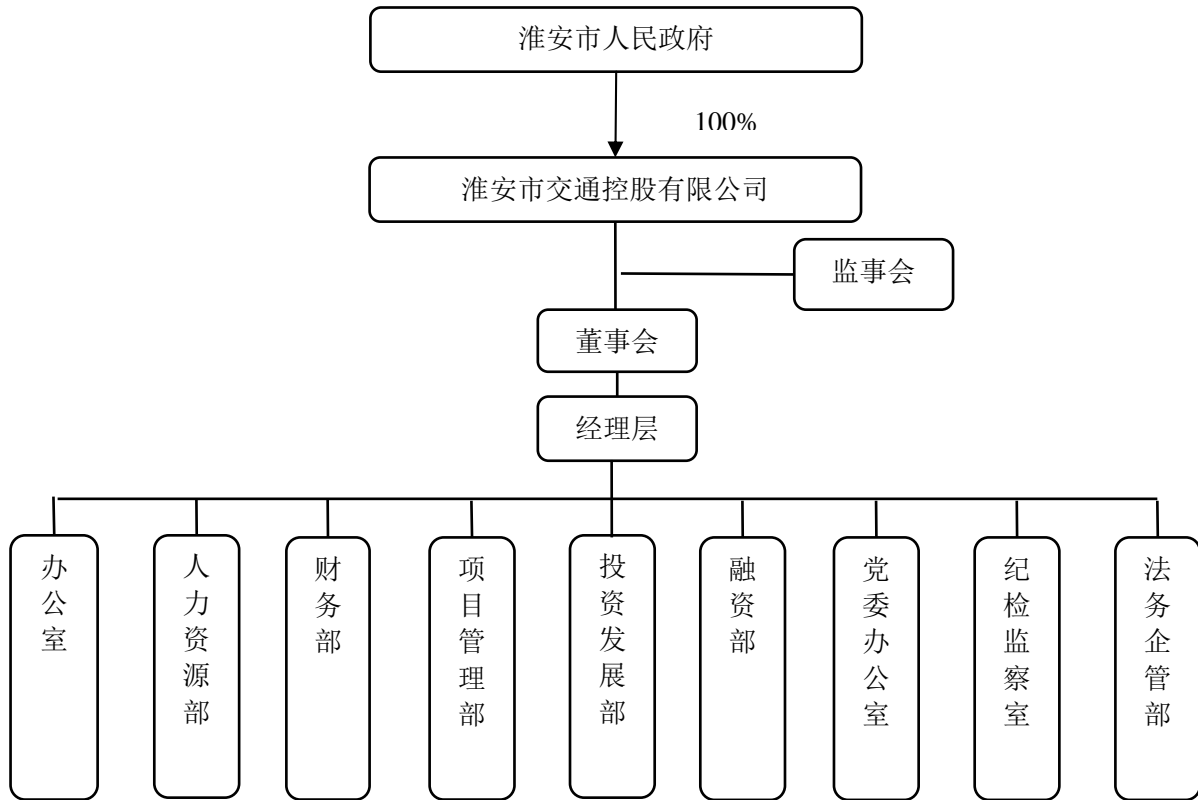 淮安市人民政府
100%
淮安市交通控股有限公司
监事会
董事会
经理层
办公室
人力资源部
财务部
项目管理部
投资发展部
融资部
党委办公室
纪检监察室
法务企管部